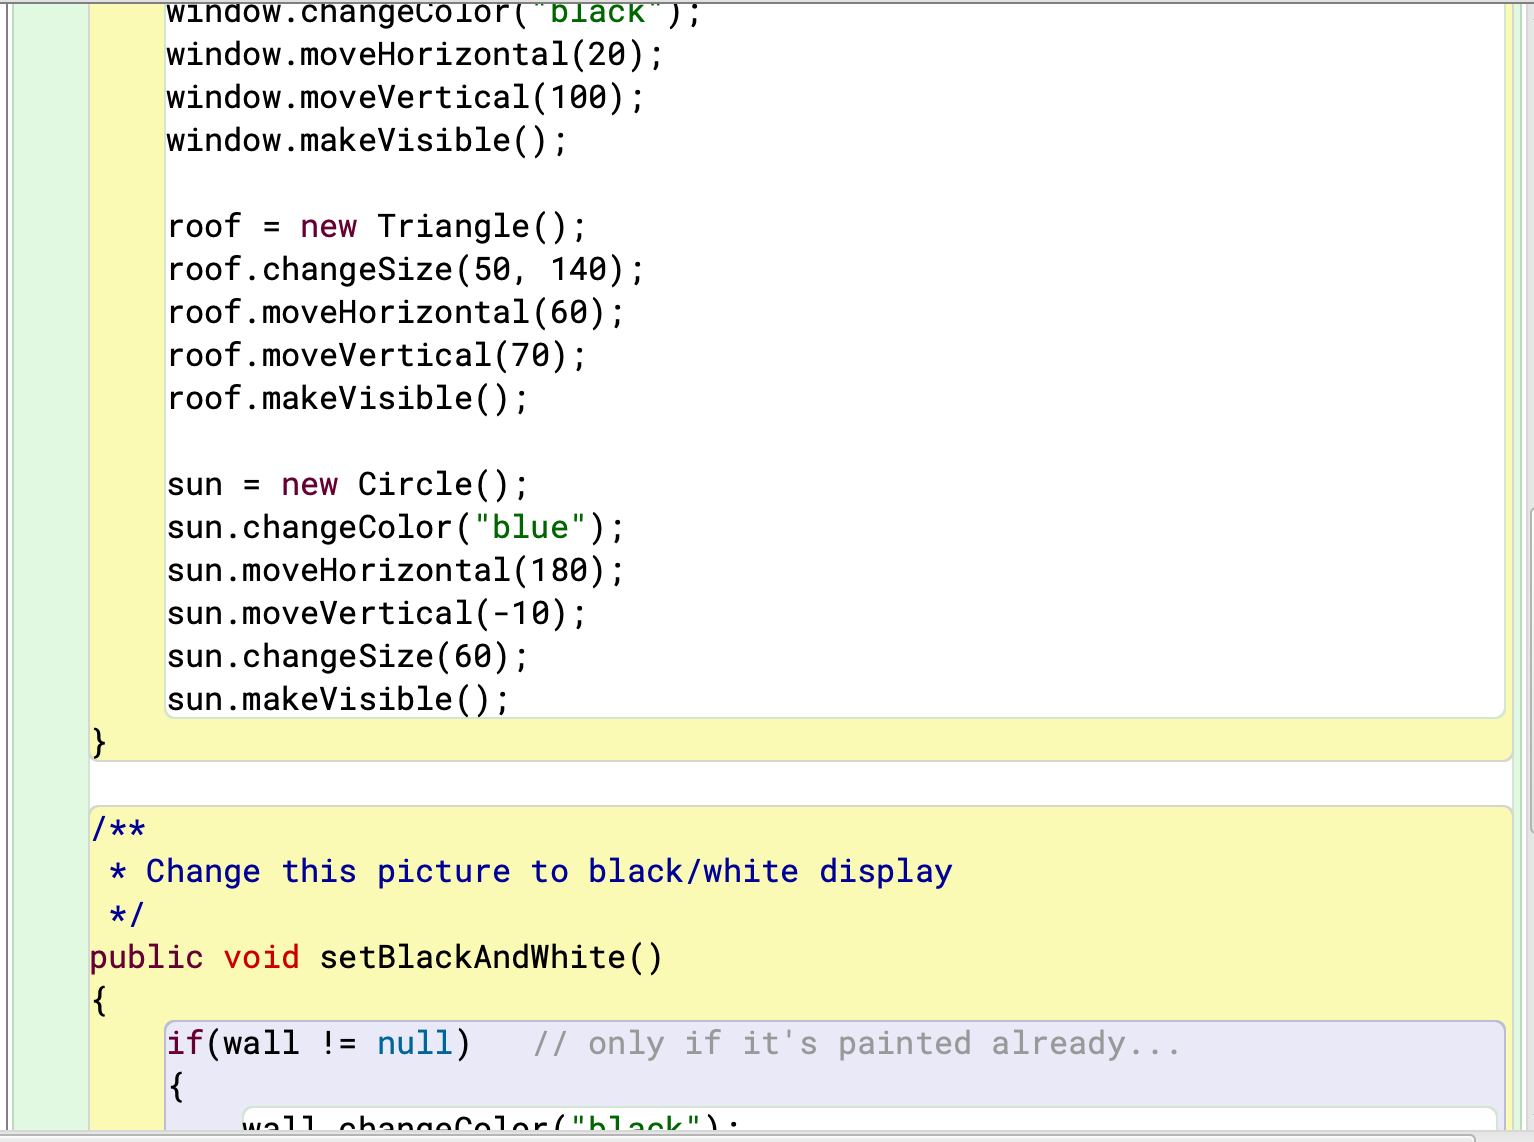 window.changeColor("black");
window.moveHorizontal(20);
window.moveVertical(100);
window.makeVisible();
roof = new Triangle();
roof.changeSize(50, 140);
roof.moveHorizontal(60);
roof.moveVertical(70);
roof.makeVisible();
sun = new Circle();
sun.changeColor("blue");
sun.moveHorizontal(180);
sun.moveVertical(-10);
sun.changeSize(60);
sun.makeVisible();
}
/**
* Change this picture to black/white display
*/
public void setBlackAndWhite()
{
if(wall != null)   // only if it's painted already...
{
wall.changeColor("black");